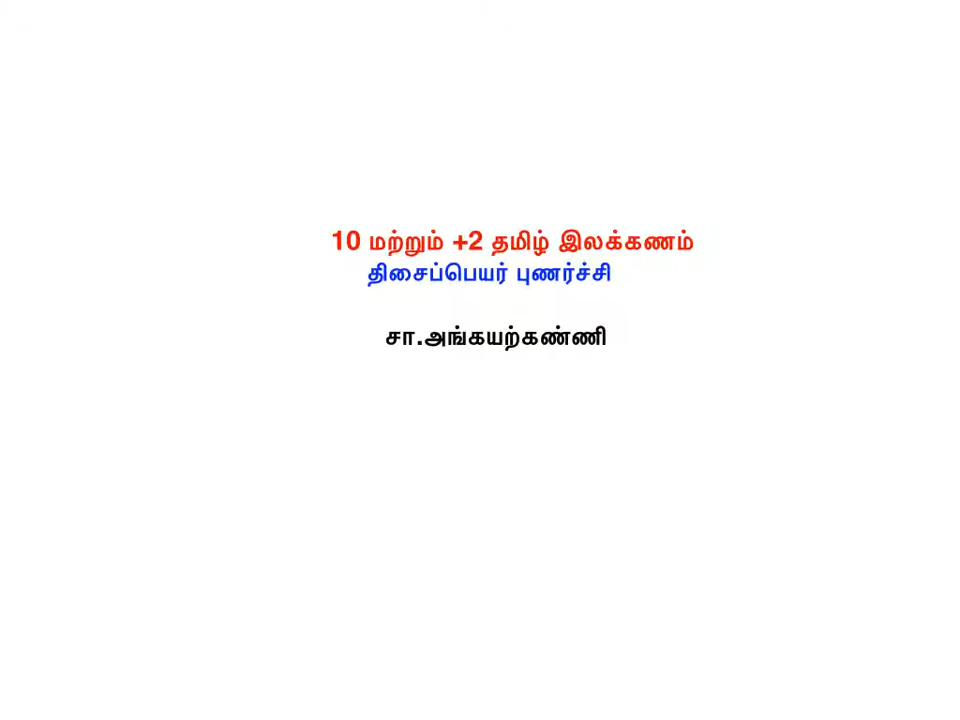 10 மற்றும் +2 தமிழ் இலக்கணம்
திசைப்பெயர் புணர்ச்சி
சா.அங்கயற்கண்ணி